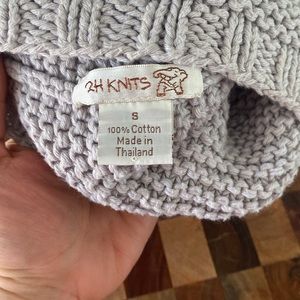 2H KNITS
S
100% Cotton
Made in
Thailand